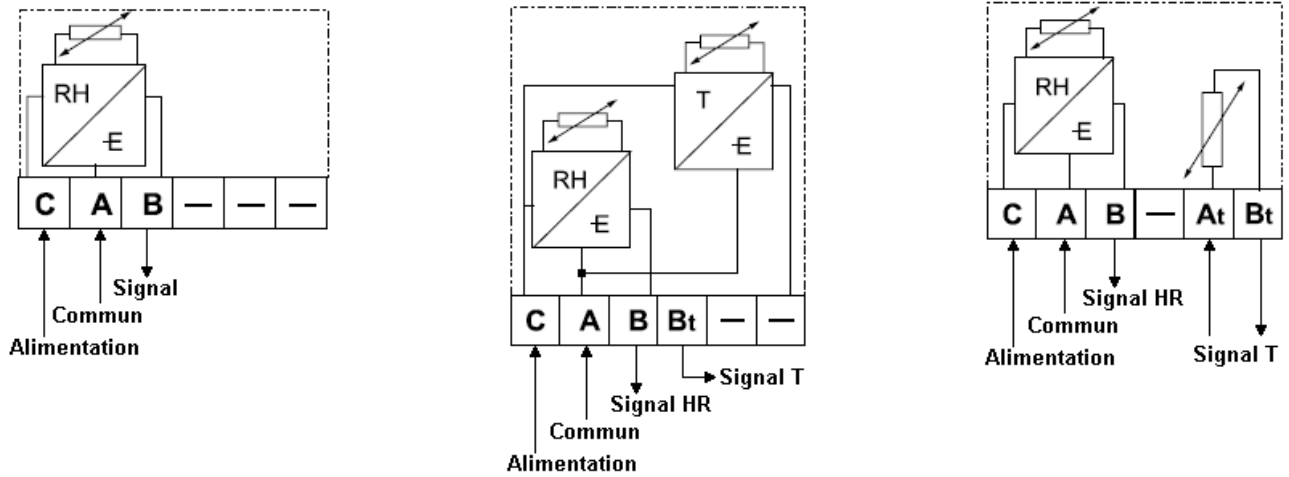 RH
E
C A B — — —
Signal
Commun
Alimentation
T
E
RH
E
C A B Bt — —
Signal T
Signal HR
Commun
Alimentation
RH
E
C A B — At Bt
Signal HR
Commun
Alimentation
Signal T